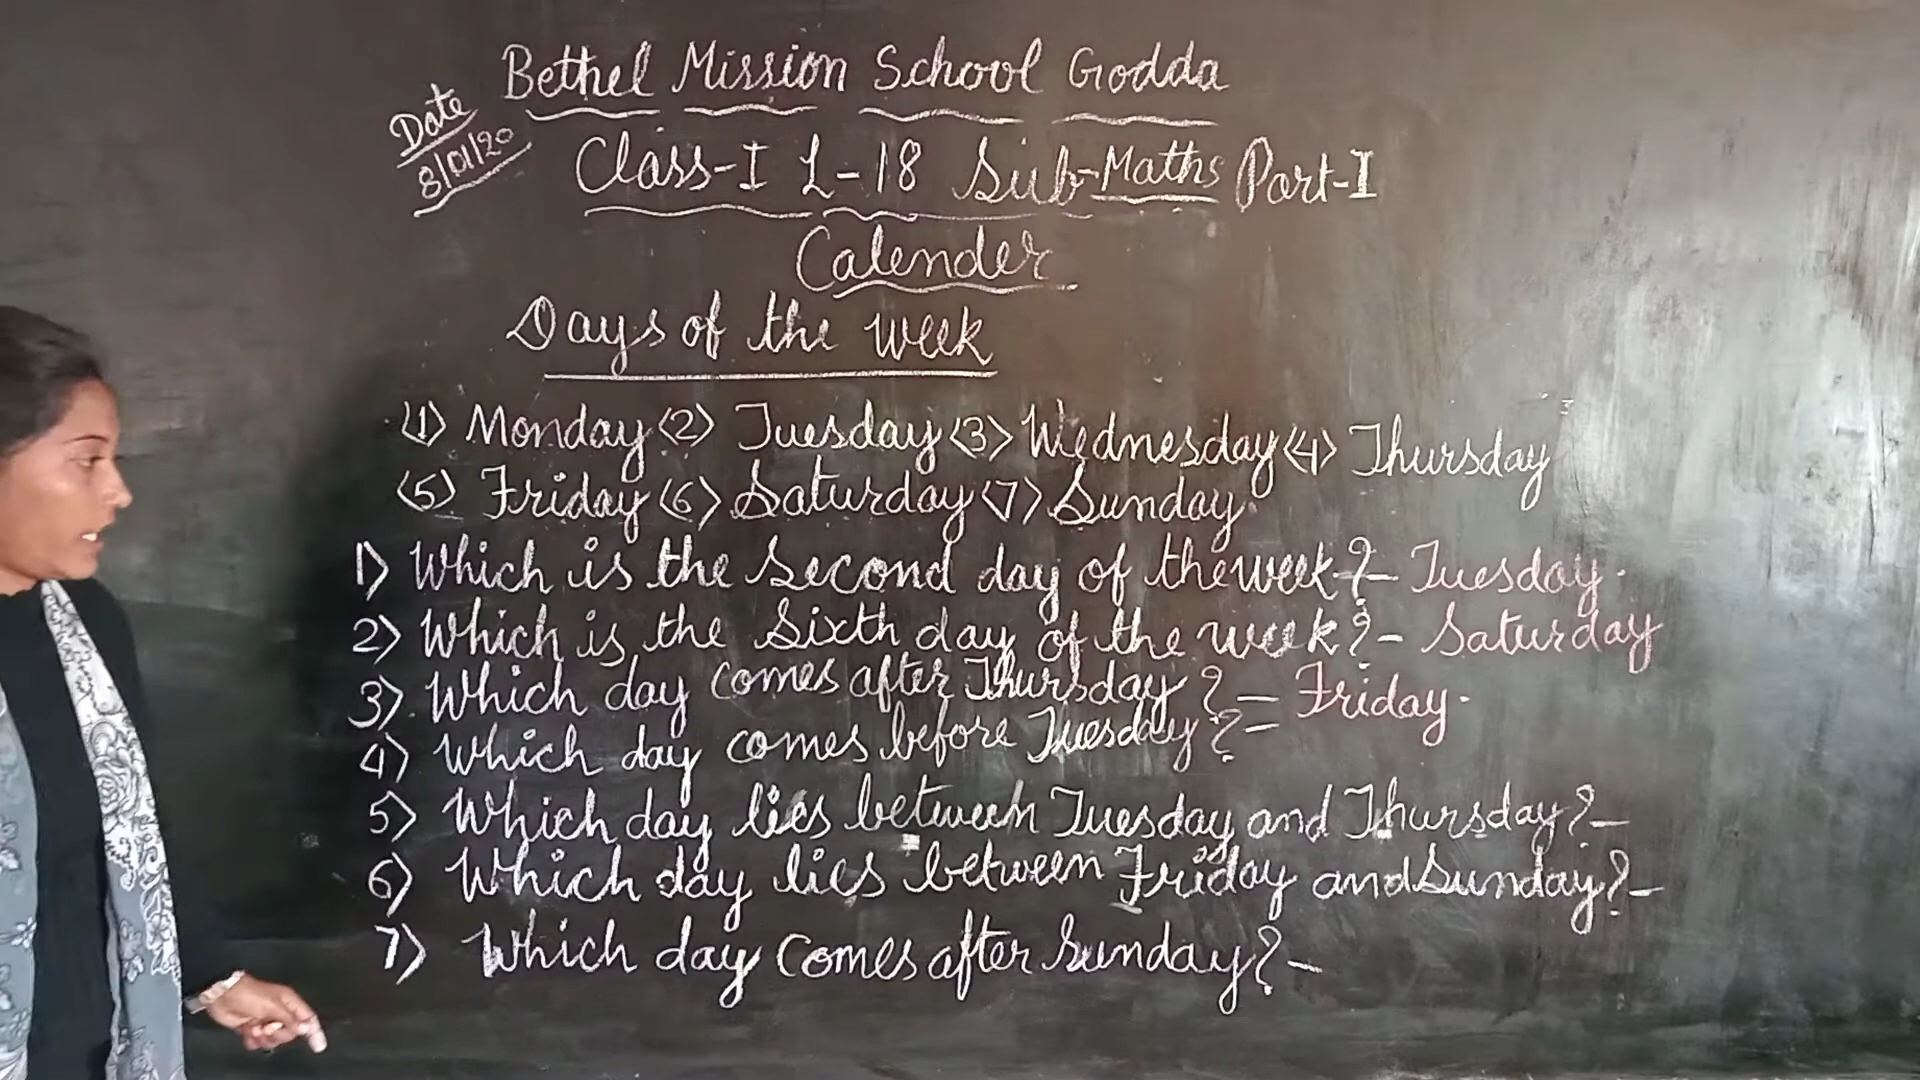 Bethel Mission School Godda
Date
8/01/20
Class-I L-18 Sub-Maths Part-I
Calender
Days of the week
(1) Monday (2) Tuesday (3) Wednesday (4) Thursday
(5) Friday (6) Saturday (7) Sunday.
1) Which is the second day of the week? - Tuesday.
2) Which is the Sixth day of the week? - Saturday
3) Which day comes after Thursday? - Friday.
4) Which day comes before Tuesday? -
5) Which day lies between Tuesday and Thursday? -
6) Which day lies between Friday and Sunday? -
7) Which day comes after Sunday? -